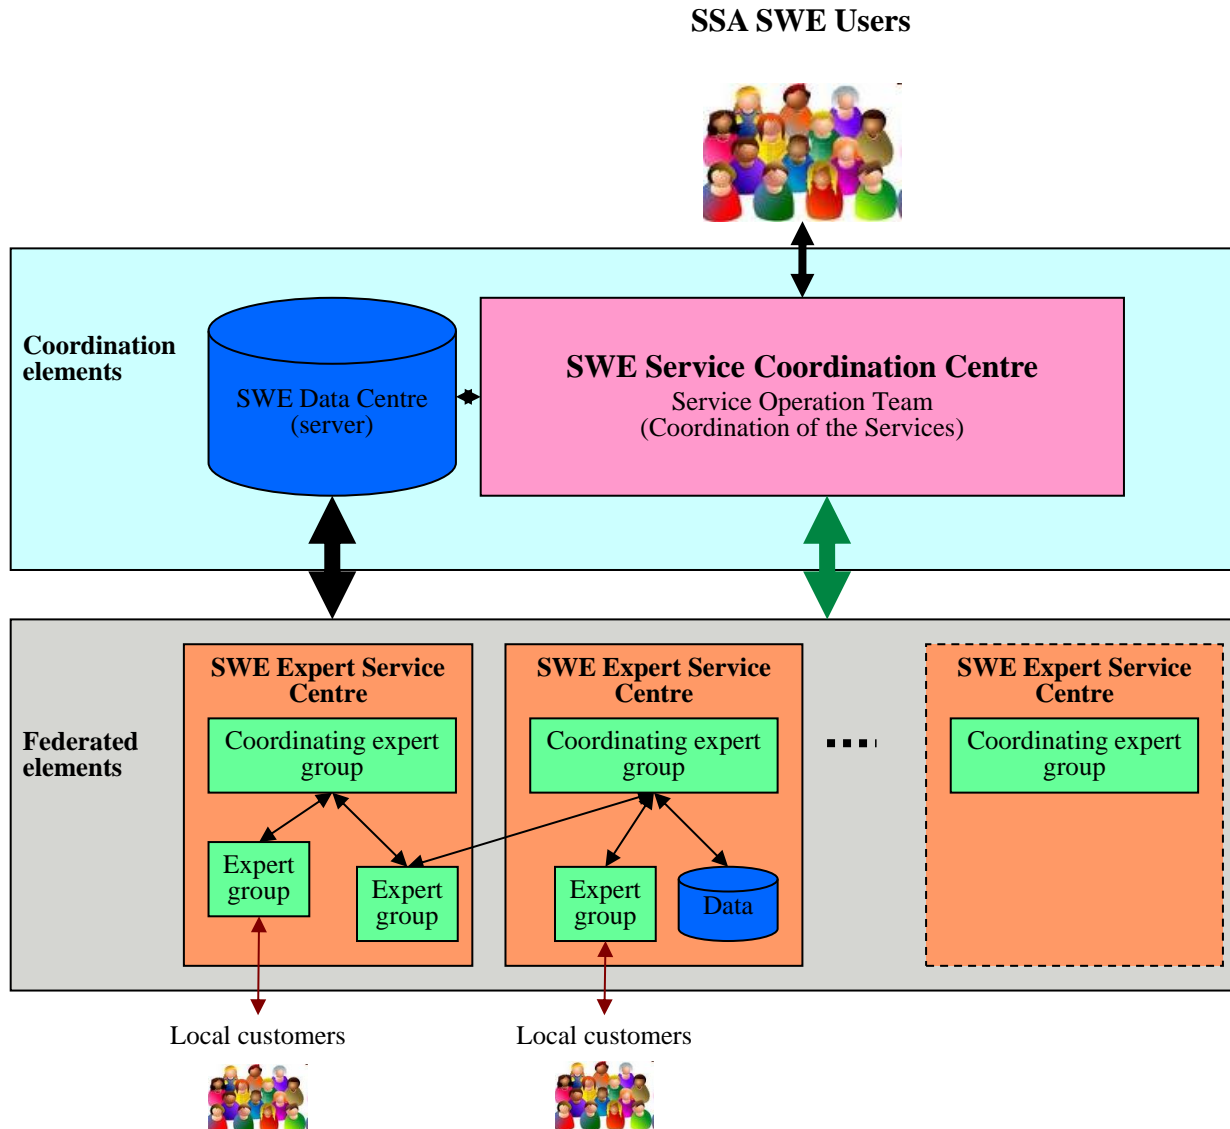 SSA SWE Users
Coordination
elements
SWE Data Centre
(server)
SWE Service Coordination Centre
Service Operation Team
(Coordination of the Services)
Federated
elements
SWE Expert Service
Centre
Coordinating expert
group
Expert
group
Expert
group
SWE Expert Service
Centre
Coordinating expert
group
Expert
group
Data
SWE Expert Service
Centre
Coordinating expert
group
Local customers
Local customers